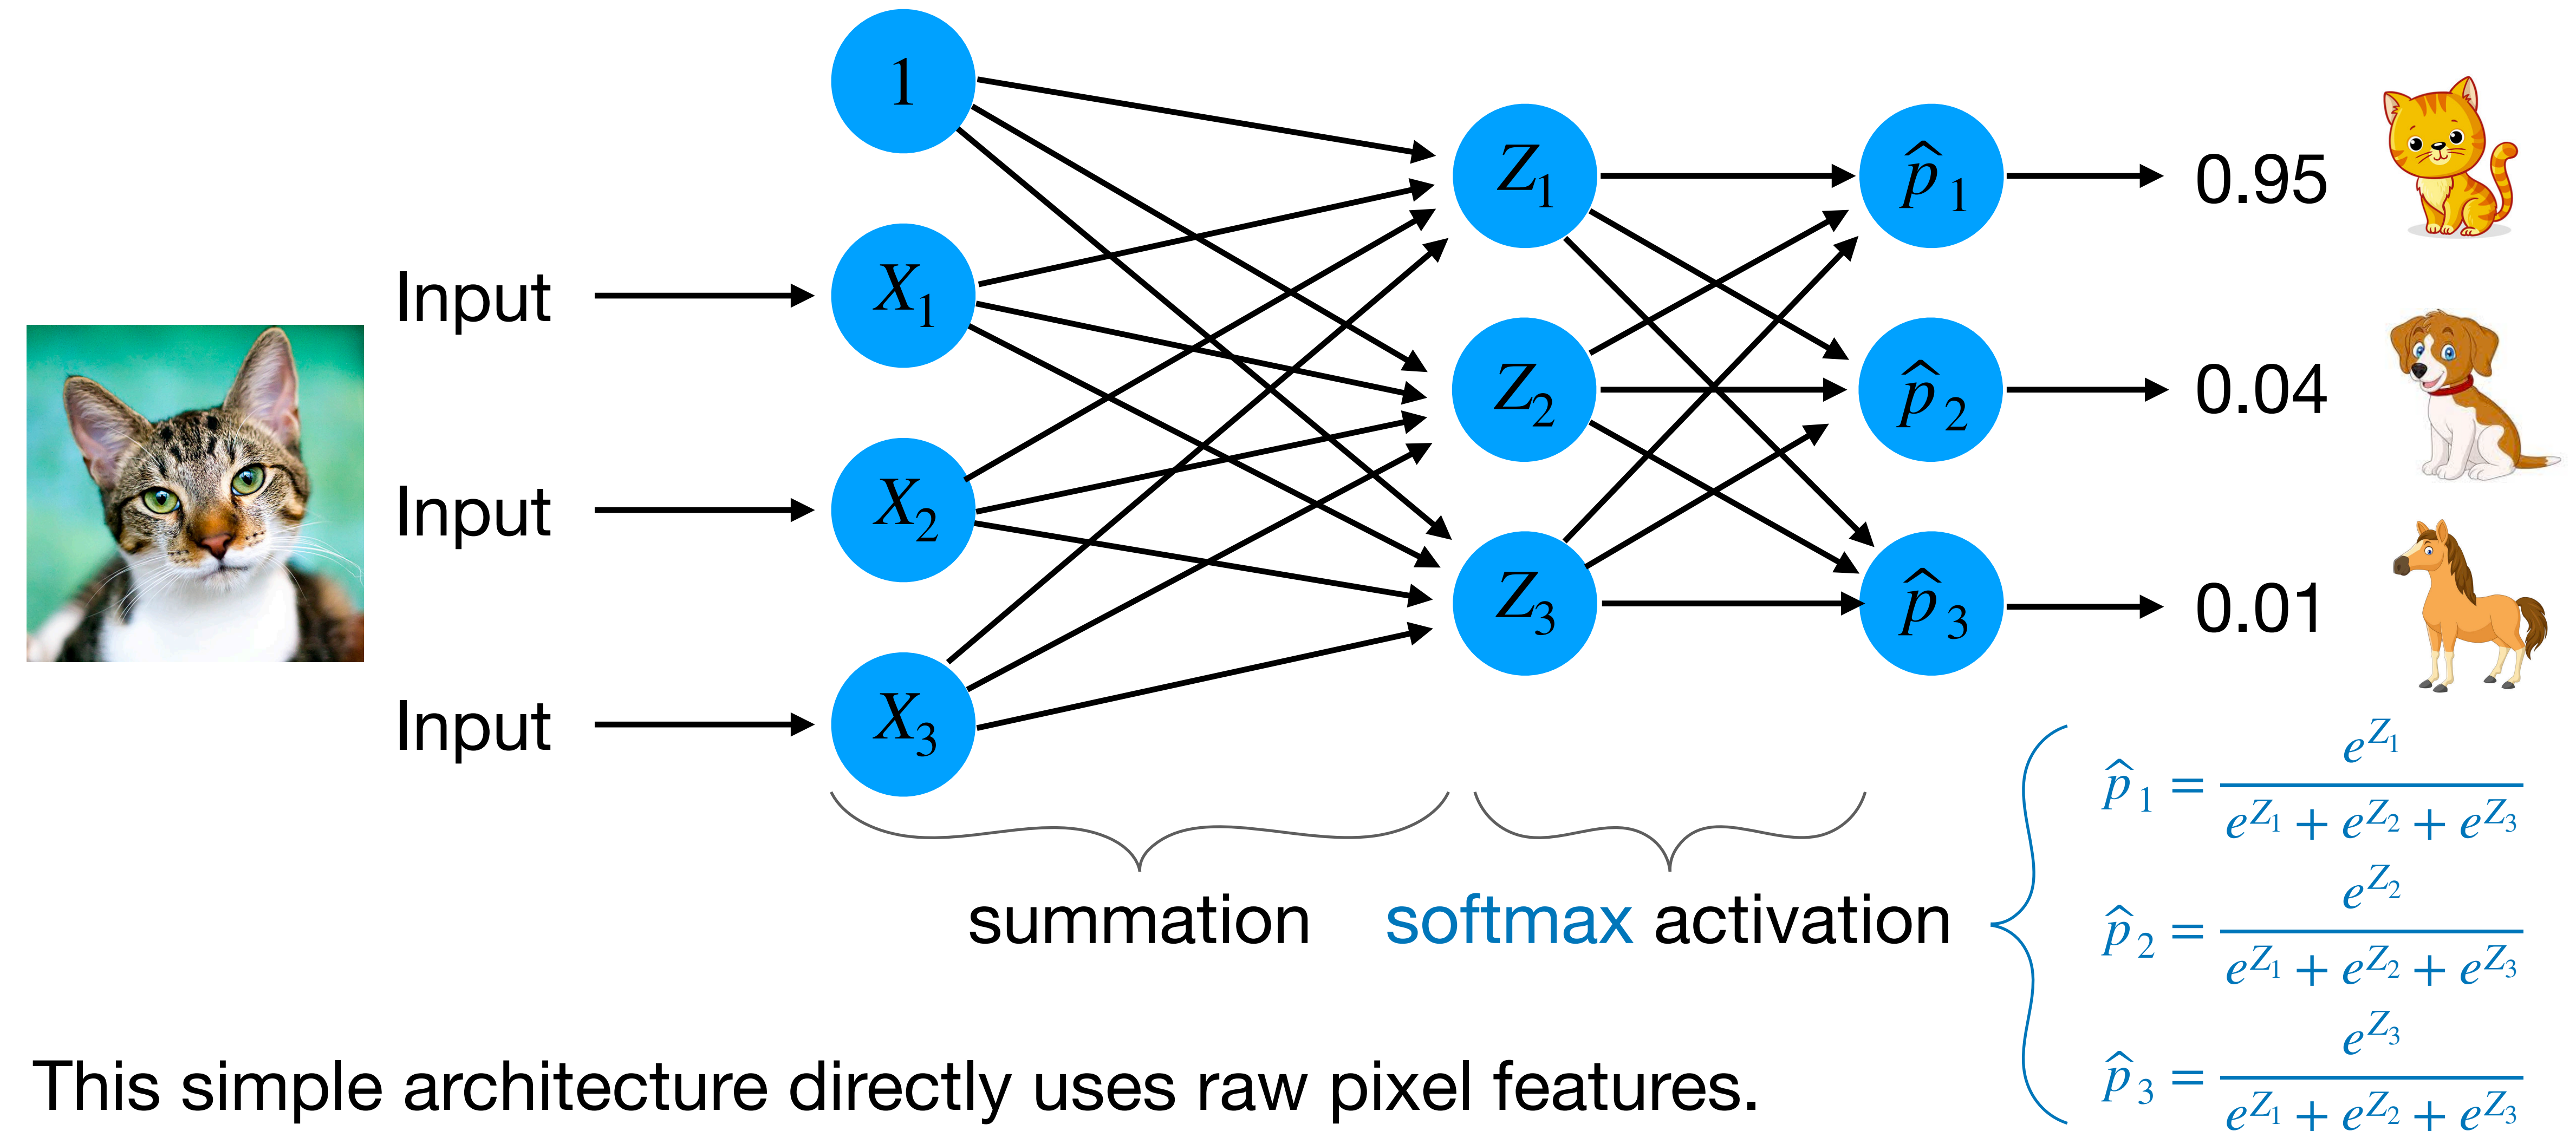 1
Input
X₁
Input
X₂
Input
X₃
Z₁
Z₂
Z₃
p̂₁
p̂₂
p̂₃
0.95
0.04
0.01
summation
softmax activation
p̂₁ = e^{Z₁} / (e^{Z₁} + e^{Z₂} + e^{Z₃})
p̂₂ = e^{Z₂} / (e^{Z₁} + e^{Z₂} + e^{Z₃})
p̂₃ = e^{Z₃} / (e^{Z₁} + e^{Z₂} + e^{Z₃})
This simple architecture directly uses raw pixel features.